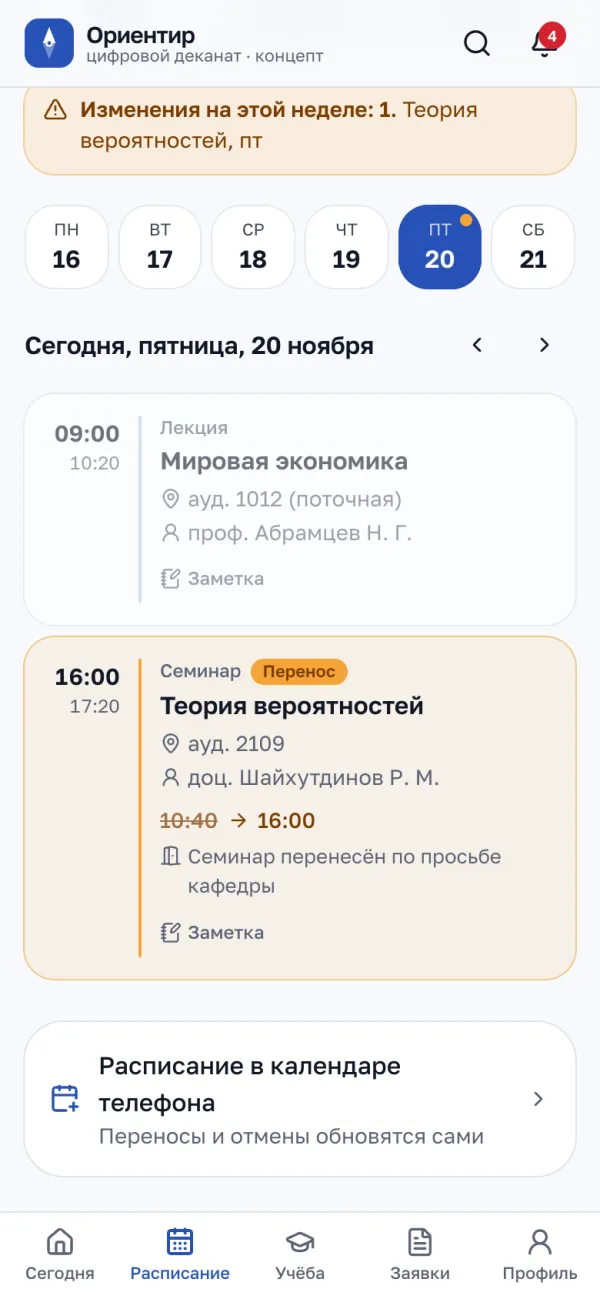 Ориентир
цифровой деканат · концепт
4
Изменения на этой неделе: 1. Теория
вероятностей, пт
ПН ВТ СР ЧТ ПТ СБ
16 17 18 19 20 21
Сегодня, пятница, 20 ноября
09:00
10:20
Лекция
Мировая экономика
ауд. 1012 (поточная)
проф. Абрамцев Н. Г.
Заметка
16:00
17:20
Семинар Перенос
Теория вероятностей
ауд. 2109
доц. Шайхутдинов Р. М.
10:40 → 16:00
Семинар перенесён по просьбе
кафедры
Заметка
Расписание в календаре
телефона
Переносы и отмены обновятся сами
Сегодня Расписание Учёба Заявки Профиль